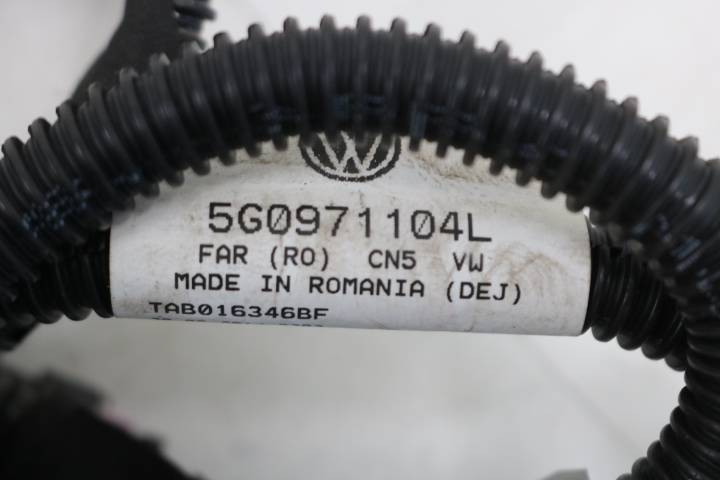 5G0971104L
FAR (RO) CN5 VW
MADE IN ROMANIA (DEJ)
TAB016346BF